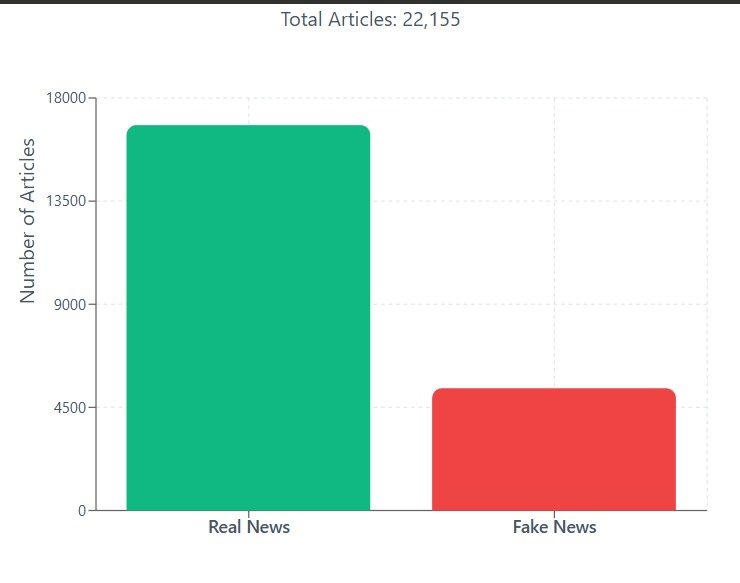 Total Articles: 22,155
Number of Articles
18000
13500
9000
4500
0
Real News
Fake News